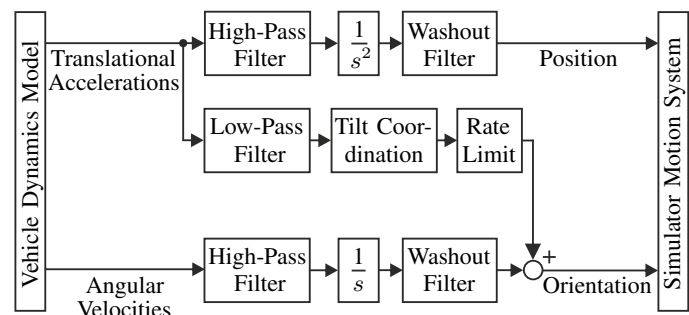 Vehicle Dynamics Model
Translational
Accelerations
High-Pass
Filter
1
s²
Washout
Filter
Position
Low-Pass
Filter
Tilt Coor-
dination
Rate
Limit
Angular
Velocities
High-Pass
Filter
1
s
Washout
Filter
+
Orientation
Simulator Motion System